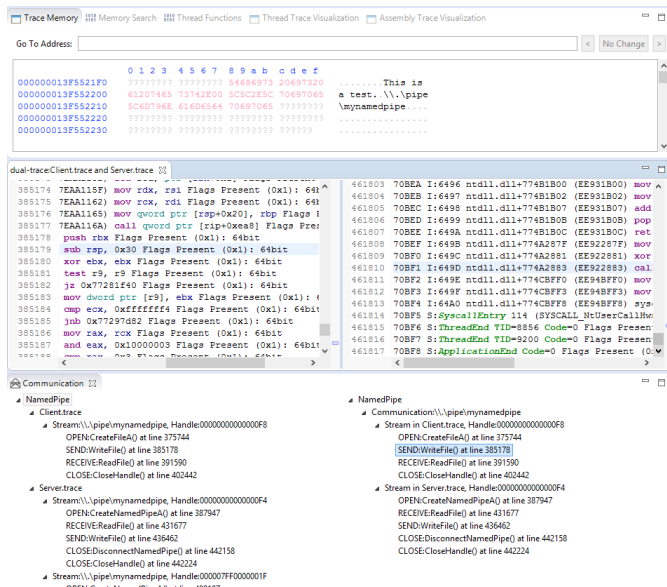 Trace Memory Memory Search Thread Functions Thread Trace Visualization Assembly Trace Visualization
Go To Address: < No Change >
0 1 2 3 4 5 6 7 8 9 a b c d e f
000000013F5521F0 ???????? ???????? 54686973 20697320 ........This is
000000013F552200 61207465 73742E00 5C5C2E5C 70697065 a test..\\.\pipe
000000013F552210 5C6D796E 616D6564 70697065 ???????? \mynamedpipe....
000000013F552220 ???????? ???????? ???????? ???????? ................
000000013F552230 ???????? ???????? ???????? ???????? ................
dual-trace:Client.trace and Server.trace
385174 7EAA115F) mov rdx, rsi Flags Present (0x1): 64b
385175 7EAA1162) mov rcx, rdi Flags Present (0x1): 64b
385176 7EAA1165) mov qword ptr [rsp+0x20], rbp Flags
385177 7EAA116A) call qword ptr [rip+0xea8] Flags Pres
385178 push rbx Flags Present (0x1): 64bit
385179 sub rsp, 0x30 Flags Present (0x1): 64bit
385180 xor ebx, ebx Flags Present (0x1): 64bit
385181 test r9, r9 Flags Present (0x1): 64bit
385182 jz 0x77281f40 Flags Present (0x1): 64bit
385183 mov dword ptr [r9], ebx Flags Present (0x1):
385184 cmp ecx, 0xfffffff4 Flags Present (0x1): 64bit
385185 jnb 0x77297d82 Flags Present (0x1): 64bit
385186 mov rax, rcx Flags Present (0x1): 64bit
385187 and eax, 0x10000003 Flags Present (0x1): 64bit
461803 70BEA I:6496 ntdll.dll+774B1B00 (EE931B00) mov
461804 70BEB I:6497 ntdll.dll+774B1B02 (EE931B02) mov
461805 70BEC I:6498 ntdll.dll+774B1B07 (EE931B07) add
461806 70BED I:6499 ntdll.dll+774B1B0B (EE931B0B) pop
461807 70BEE I:649A ntdll.dll+774B1B0C (EE931B0C) ret
461808 70BEF I:649B ntdll.dll+774A287F (EE92287F) mov
461809 70BF0 I:649C ntdll.dll+774A2881 (EE922881) xor
461810 70BF1 I:649D ntdll.dll+774A2883 (EE922883) cal
461811 70BF2 I:649E ntdll.dll+774CBFF0 (EE94BFF0) mov
461812 70BF3 I:649F ntdll.dll+774CBFF3 (EE94BFF3) mov
461813 70BF4 I:64A0 ntdll.dll+774CBFF8 (EE94BFF8) sys
461814 70BF5 S:SyscallEntry 114 (SYSCALL_NtUserCallHw
461815 70BF6 S:ThreadEnd TID=8856 Code=0 Flags Presen
461816 70BF7 S:ThreadEnd TID=9200 Code=0 Flags Presen
461817 70BF8 S:ApplicationEnd Code=0 Flags Present (0
Communication
NamedPipe
Client.trace
Stream:\\.\pipe\mynamedpipe, Handle:00000000000000F8
OPEN:CreateFileA() at line 375744
SEND:WriteFile() at line 385178
RECEIVE:ReadFile() at line 391590
CLOSE:CloseHandle() at line 402442
Server.trace
Stream:\\.\pipe\mynamedpipe, Handle:00000000000000F4
OPEN:CreateNamedPipeA() at line 387947
RECEIVE:ReadFile() at line 431677
SEND:WriteFile() at line 436462
CLOSE:DisconnectNamedPipe() at line 442158
CLOSE:CloseHandle() at line 442224
Stream:\\.\pipe\mynamedpipe, Handle:000007FF0000001F
NamedPipe
Communication:\\.\pipe\mynamedpipe
Stream in Client.trace, Handle:00000000000000F8
OPEN:CreateFileA() at line 375744
SEND:WriteFile() at line 385178
RECEIVE:ReadFile() at line 391590
CLOSE:CloseHandle() at line 402442
Stream in Server.trace, Handle:00000000000000F4
OPEN:CreateNamedPipeA() at line 387947
RECEIVE:ReadFile() at line 431677
SEND:WriteFile() at line 436462
CLOSE:DisconnectNamedPipe() at line 442158
CLOSE:CloseHandle() at line 442224